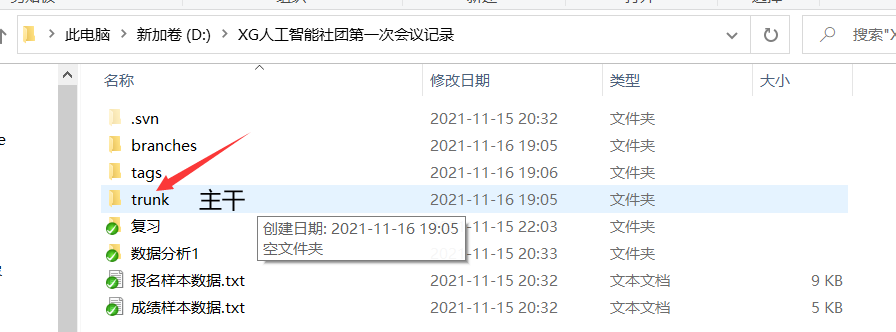 此电脑 新加卷 (D:) XG人工智能社团第一次会议记录 搜索"X
名称 修改日期 类型 大小
.svn 2021-11-15 20:32 文件夹
branches 2021-11-16 19:05 文件夹
tags 2021-11-16 19:06 文件夹
trunk 主干 2021-11-16 19:05 文件夹
复习 15 22:03 文件夹
创建日期: 2021-11-16 19:05
空文件夹
数据分析1 15 20:33 文件夹
报名样本数据.txt 2021-11-15 20:32 文本文档 9 KB
成绩样本数据.txt 2021-11-15 20:32 文本文档 5 KB